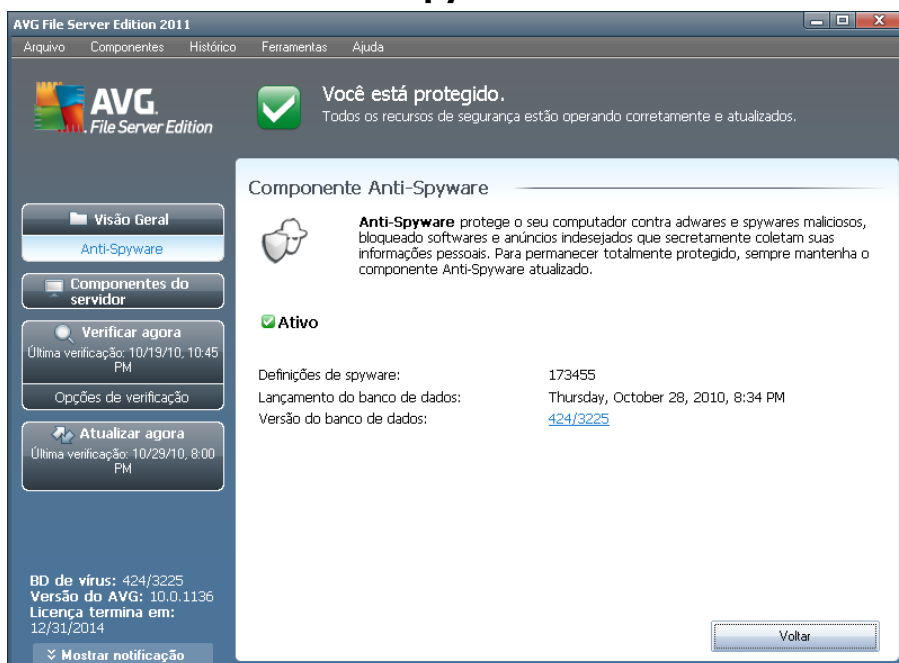 AVG File Server Edition 2011
Arquivo Componentes Histórico Ferramentas Ajuda
AVG.
File Server Edition
Você está protegido.
Todos os recursos de segurança estão operando corretamente e atualizados.
Visão Geral
Anti-Spyware
Componentes do
servidor
Verificar agora
Última verificação: 10/19/10, 10:45
PM
Opções de verificação
Atualizar agora
Última verificação: 10/29/10, 8:00
PM
BD de vírus: 424/3225
Versão do AVG: 10.0.1136
Licença termina em:
12/31/2014
Mostrar notificação
Componente Anti-Spyware
Anti-Spyware protege o seu computador contra adwares e spywares maliciosos,
bloqueado softwares e anúncios indesejados que secretamente coletam suas
informações pessoais. Para permanecer totalmente protegido, sempre mantenha o
componente Anti-Spyware atualizado.
Ativo
Definições de spyware: 173455
Lançamento do banco de dados: Thursday, October 28, 2010, 8:34 PM
Versão do banco de dados: 424/3225
Voltar